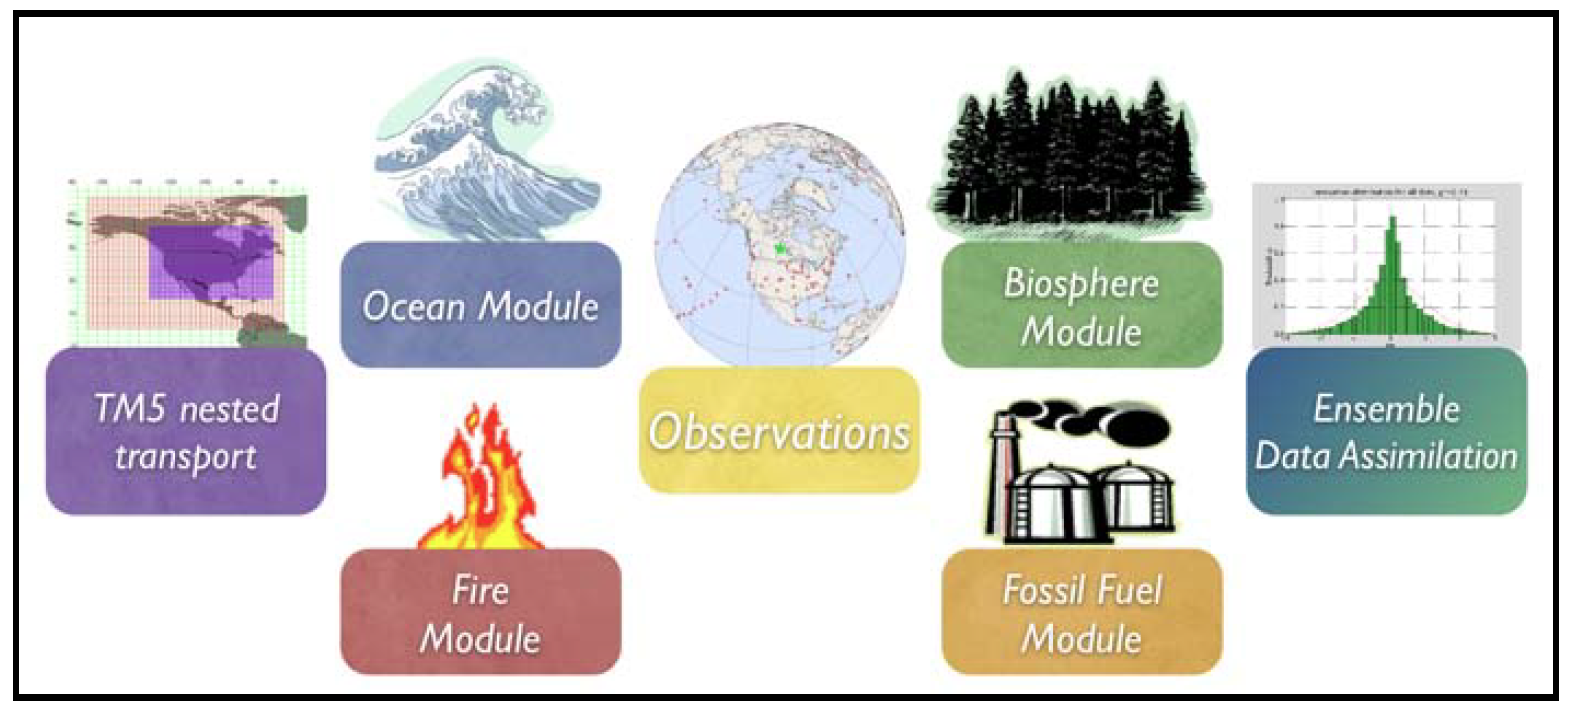 TM5 nested
transport
Ocean Module
Fire
Module
Observations
Biosphere
Module
Fossil Fuel
Module
Ensemble
Data Assimilation